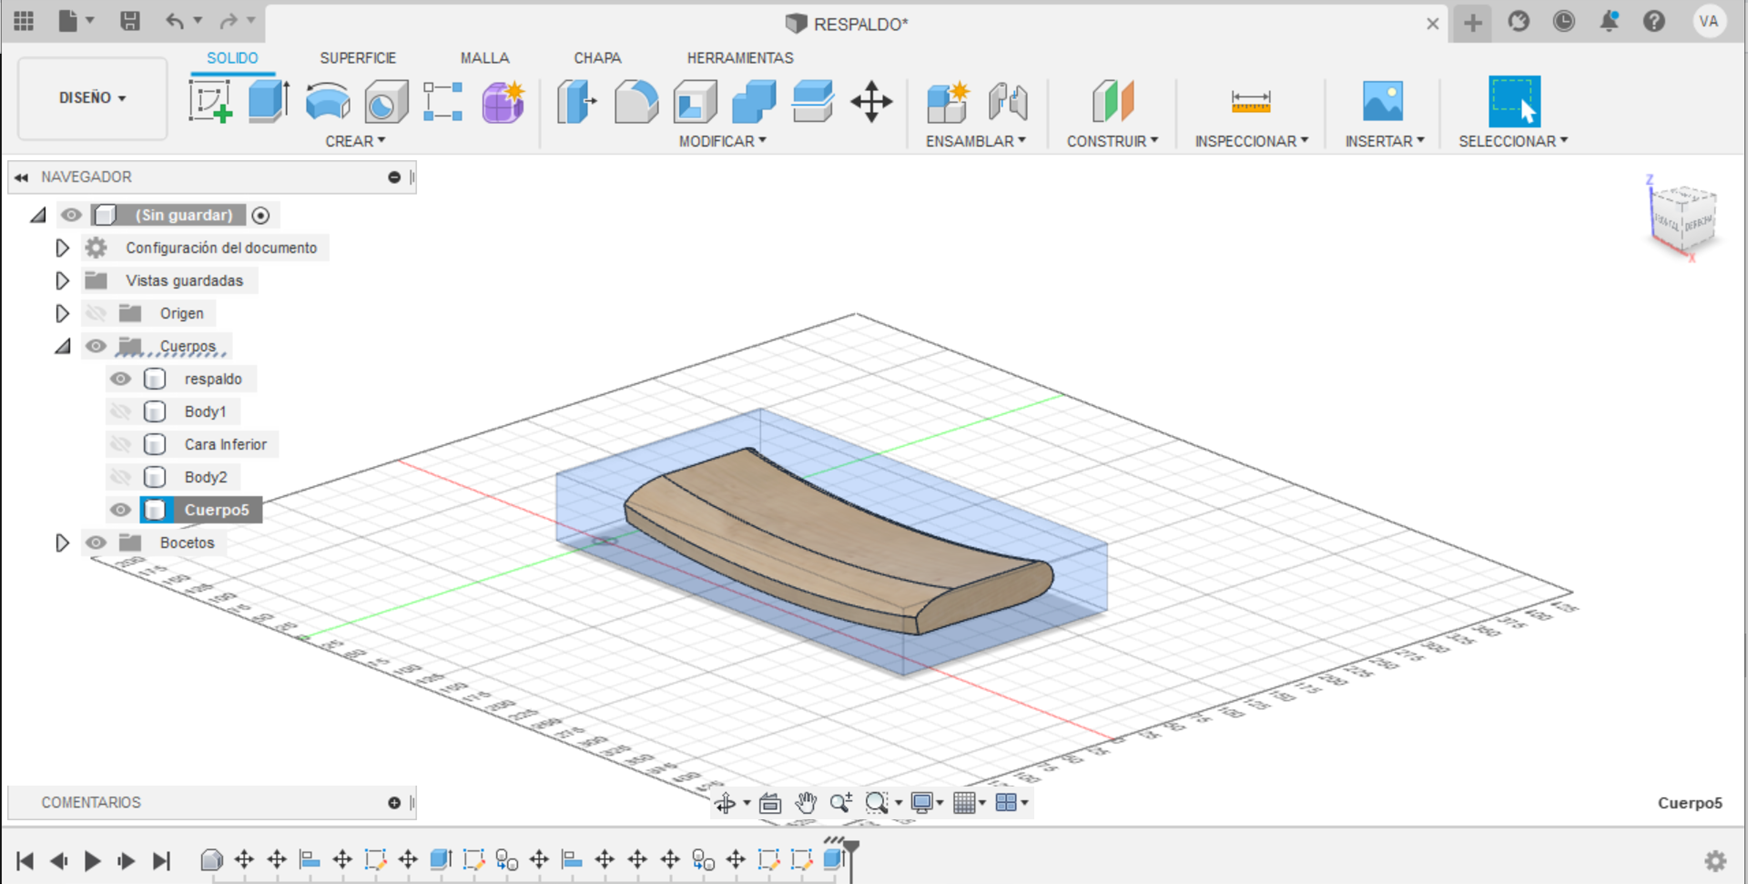 RESPALDO*
VA
SOLIDO
SUPERFICIE
MALLA
CHAPA
HERRAMIENTAS
DISEÑO
CREAR
MODIFICAR
ENSAMBLAR
CONSTRUIR
INSPECCIONAR
INSERTAR
SELECCIONAR
NAVEGADOR
(Sin guardar)
Configuración del documento
Vistas guardadas
Origen
Cuerpos
respaldo
Body1
Cara Inferior
Body2
Cuerpo5
Bocetos
Z
DERECHA
X
COMENTARIOS
Cuerpo5